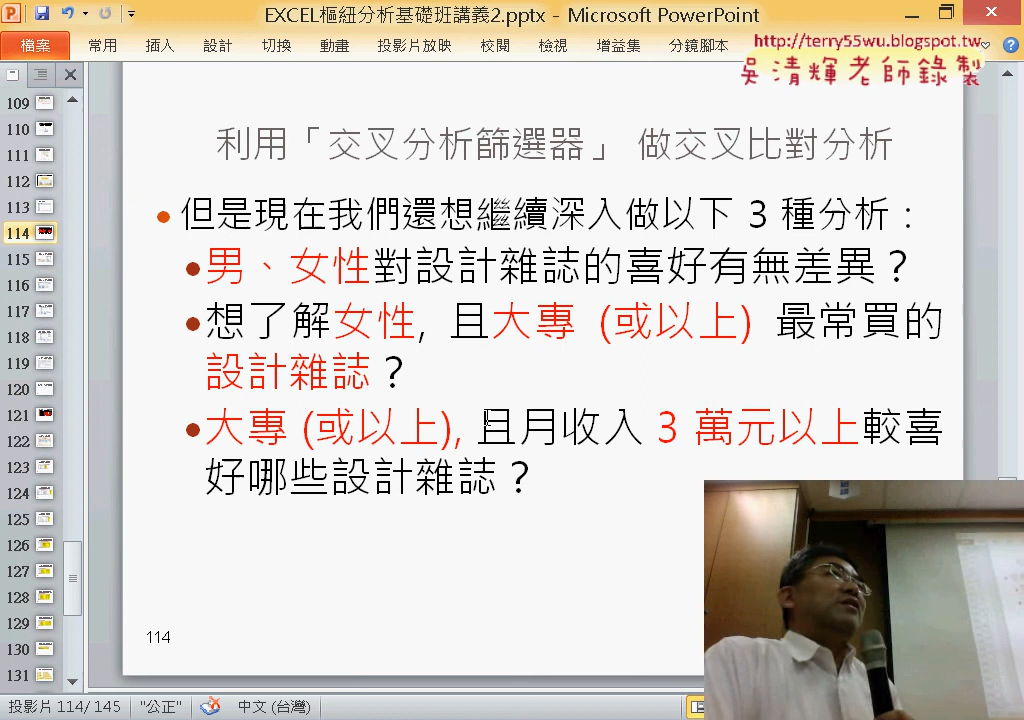 EXCEL樞紐分析基礎班講義2.pptx - Microsoft PowerPoint
檔案 常用 插入 設計 切換 動畫 投影片放映 校閱 檢視 增益集 分鏡腳本
http://terry55wu.blogspot.tw
吳清輝老師錄製
109
110
111
112
113
114
115
116
117
118
119
120
121
122
123
124
125
126
127
128
129
130
131
利用「交叉分析篩選器」 做交叉比對分析
但是現在我們還想繼續深入做以下 3 種分析：
男、女性對設計雜誌的喜好有無差異？
想了解女性, 且大專 (或以上) 最常買的
設計雜誌？
大專 (或以上), 且月收入 3 萬元以上較喜
好哪些設計雜誌？
114
投影片 114/ 145 "公正" 中文 (台灣)